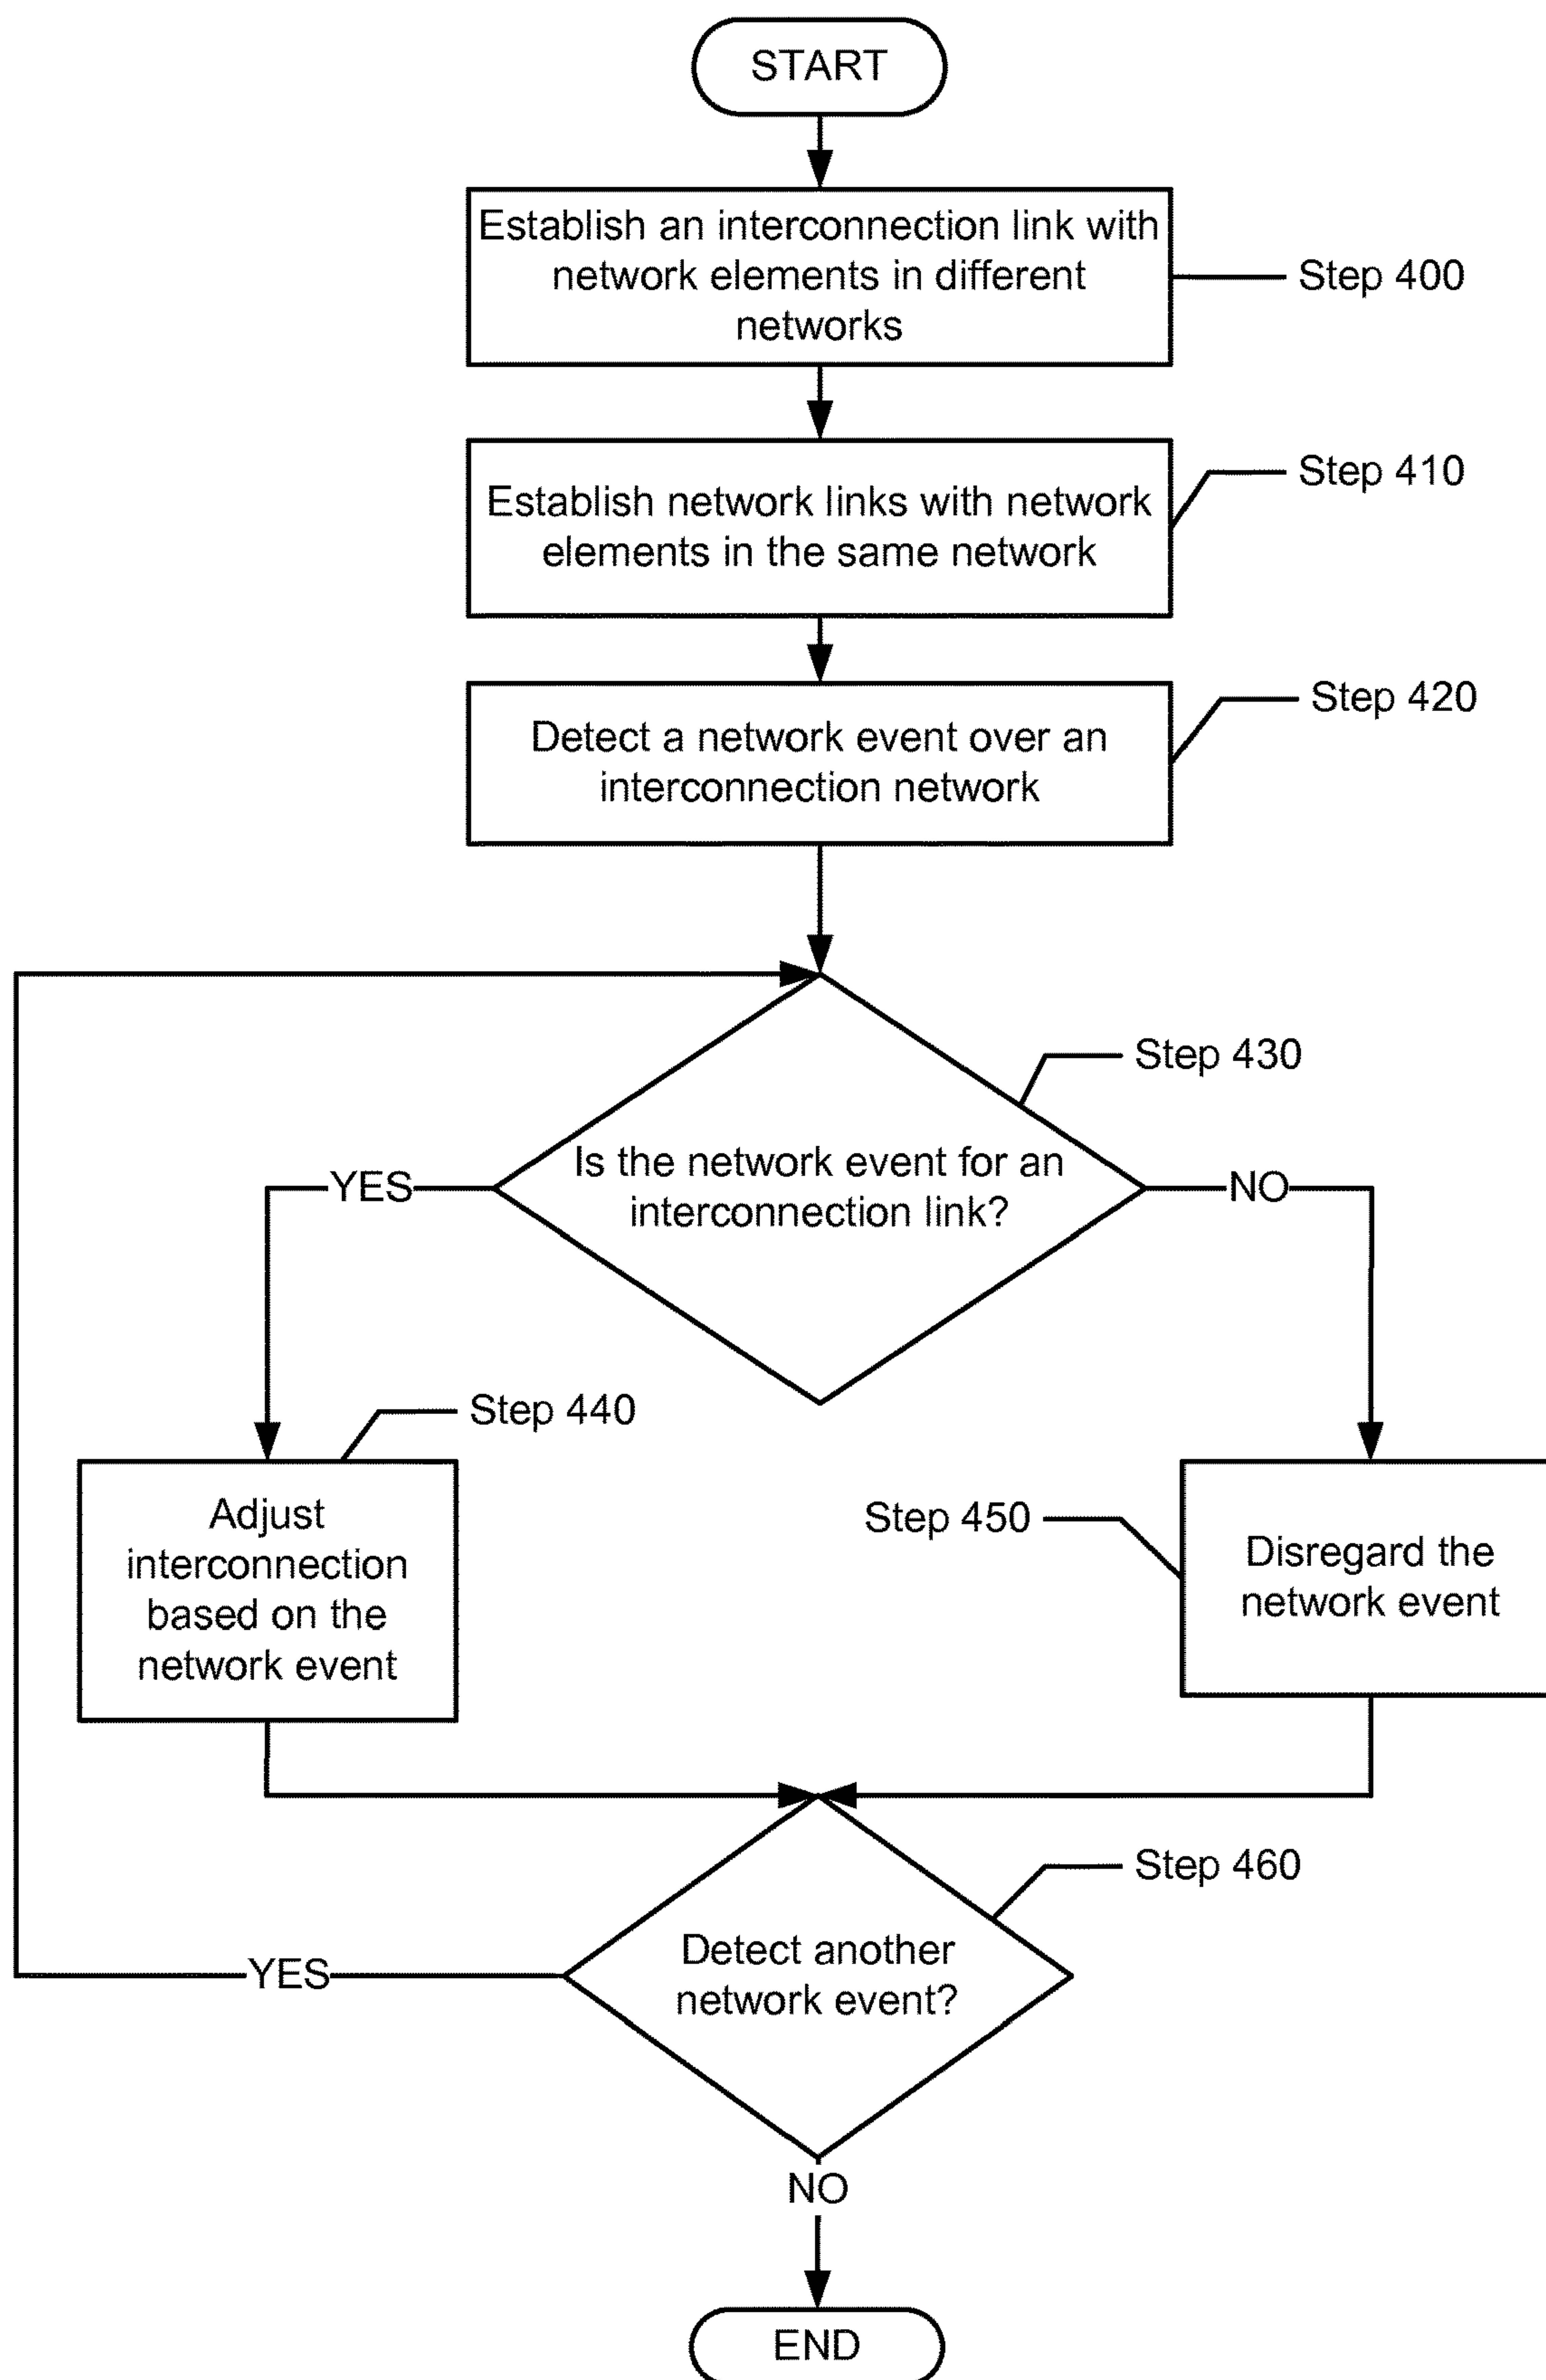 START
Establish an interconnection link with
network elements in different
networks
Step 400
Establish network links with network
elements in the same network
Step 410
Detect a network event over an
interconnection network
Step 420
Step 430
Is the network event for an
interconnection link?
YES
NO
Step 440
Adjust
interconnection
based on the
network event
Step 450
Disregard the
network event
Step 460
Detect another
network event?
YES
NO
END